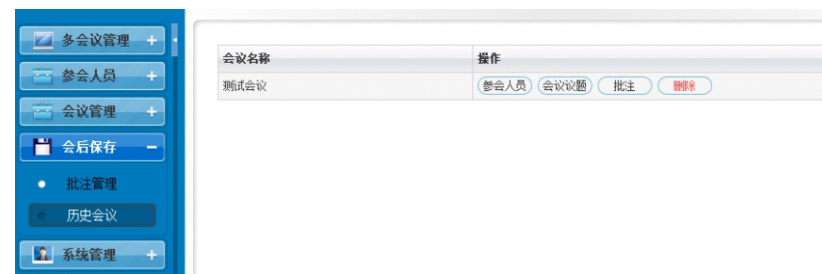 多会议管理
参会人员
会议管理
会后保存
批注管理
历史会议
系统管理
会议名称 操作
测试会议 参会人员 会议议题 批注 删除